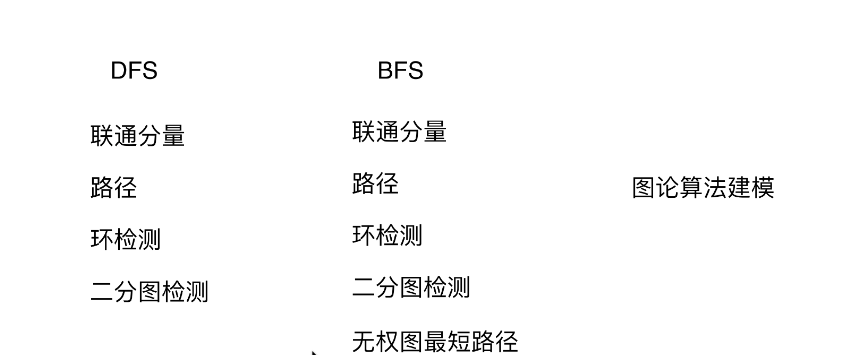 DFS
联通分量
路径
环检测
二分图检测
BFS
联通分量
路径
环检测
二分图检测
无权图最短路径
图论算法建模